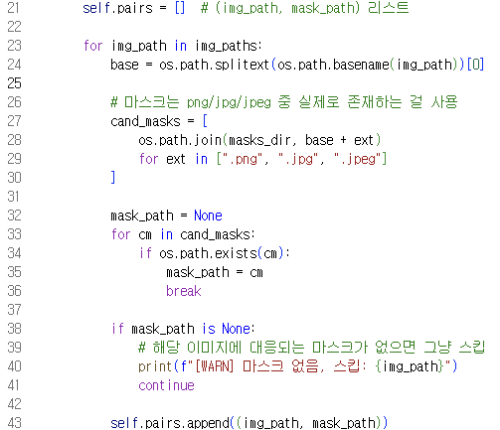 21 self.pairs = []  # (img_path, mask_path) 리스트
22
23 for img_path in img_paths:
24 base = os.path.splitext(os.path.basename(img_path))[0]
25
26 # 마스크는 png/jpg/jpeg 중 실제로 존재하는 걸 사용
27 cand_masks = [
28 os.path.join(masks_dir, base + ext)
29 for ext in [".png", ".jpg", ".jpeg"]
30 ]
31
32 mask_path = None
33 for cm in cand_masks:
34 if os.path.exists(cm):
35 mask_path = cm
36 break
37
38 if mask_path is None:
39 # 해당 이미지에 대응되는 마스크가 없으면 그냥 스킵
40 print(f"[WARN] 마스크 없음, 스킵: {img_path}")
41 continue
42
43 self.pairs.append((img_path, mask_path))